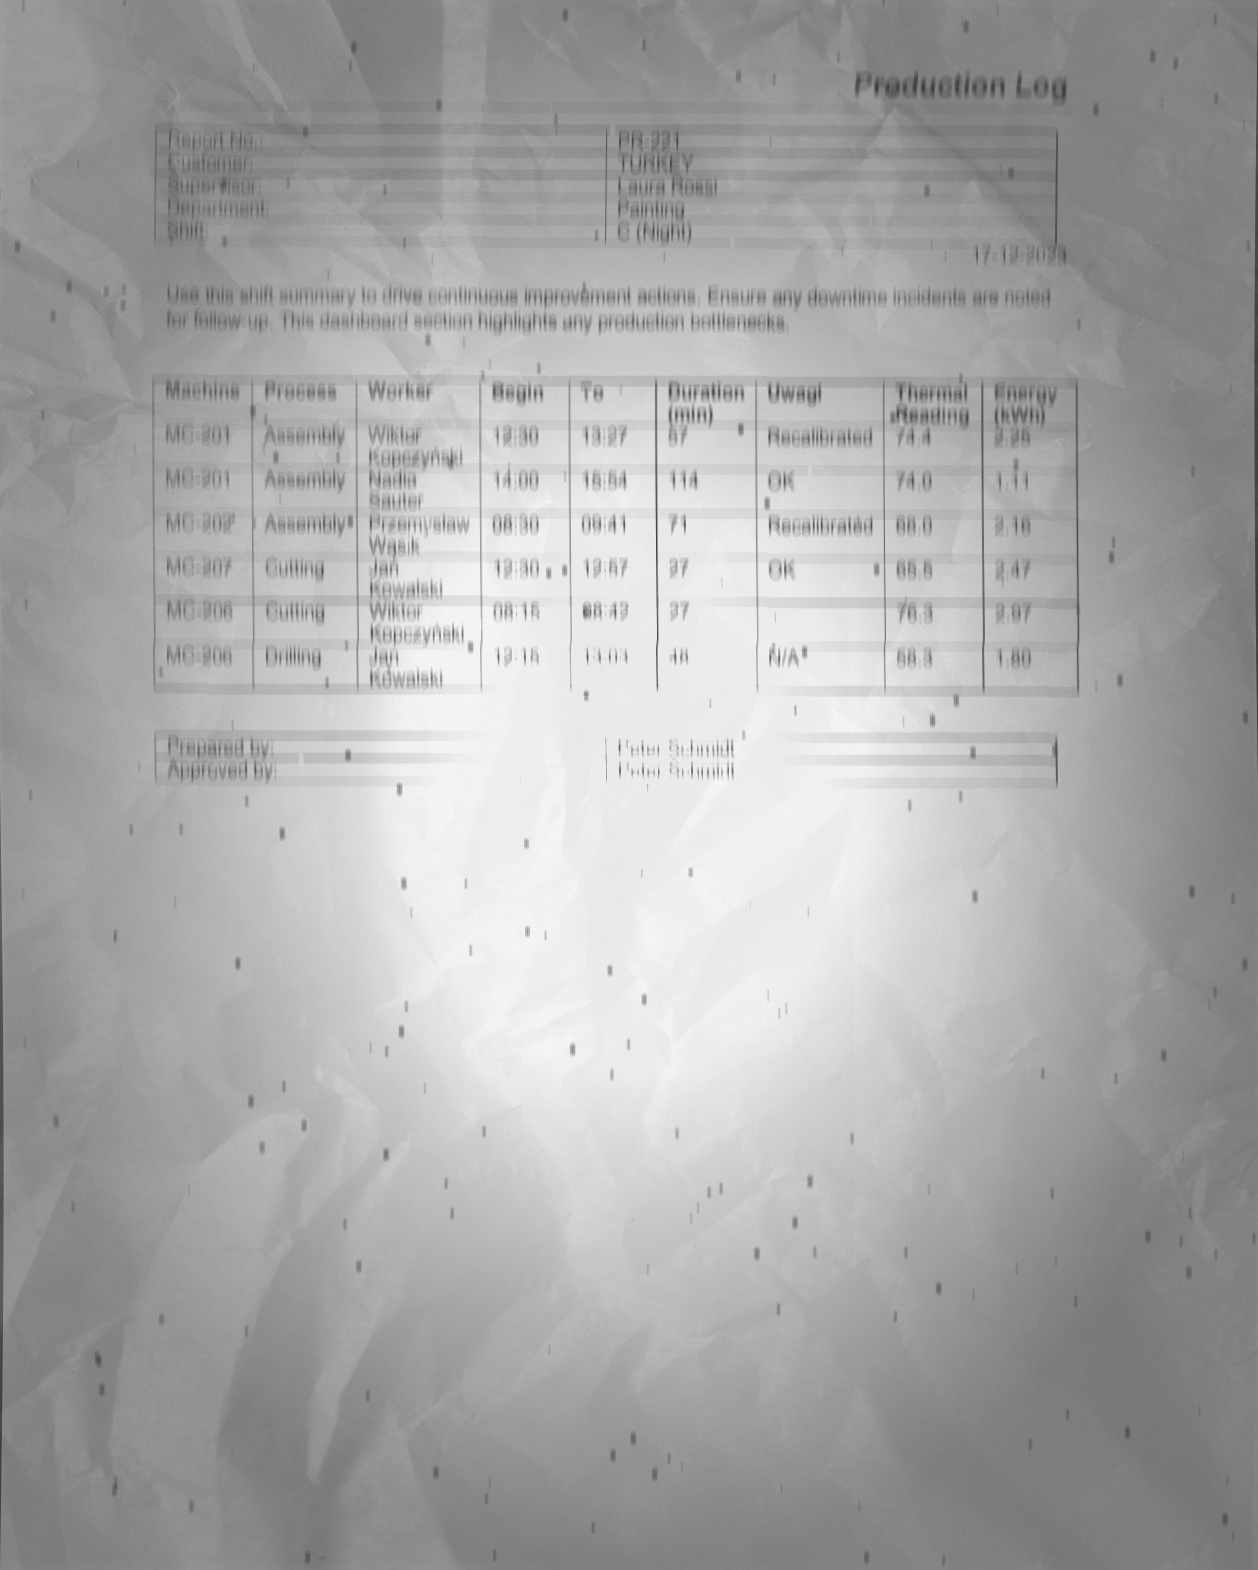 Production Log
Report No.: PR-221
Customer: TURKEY
Supervisor: Laura Rossi
Department: Painting
Shift: C (Night)
17-12-2023
Use this shift summary to drive continuous improvement actions. Ensure any downtime incidents are noted
for follow-up. This dashboard section highlights any production bottlenecks.
Machine Process Worker Begin To Duration Uwagi Thermal Energy
(min) Reading (kWh)
MC-201 Assembly Wiktor 12:30 13:27 57 Recalibrated 74.4
Kopczyński
MC-201 Assembly Nadia 14:00 15:54 114 OK 74.0 1.11
Sauter
MC-202 Assembly Przemysław 08:30 09:41 71 Recalibrated 68.0 2.16
Wąsik
MC-207 Cutting Jan 12:30 12:57 27 OK 2.47
Kowalski
MC-206 Cutting Wiktor 08:15 08:42 27 76.3 2.97
Kopczyński
MC-206 Drilling Jan 12:15 13:03 48 N/A 1.80
Kowalski
Prepared by: Peter Schmidt
Approved by: Peter Schmidt